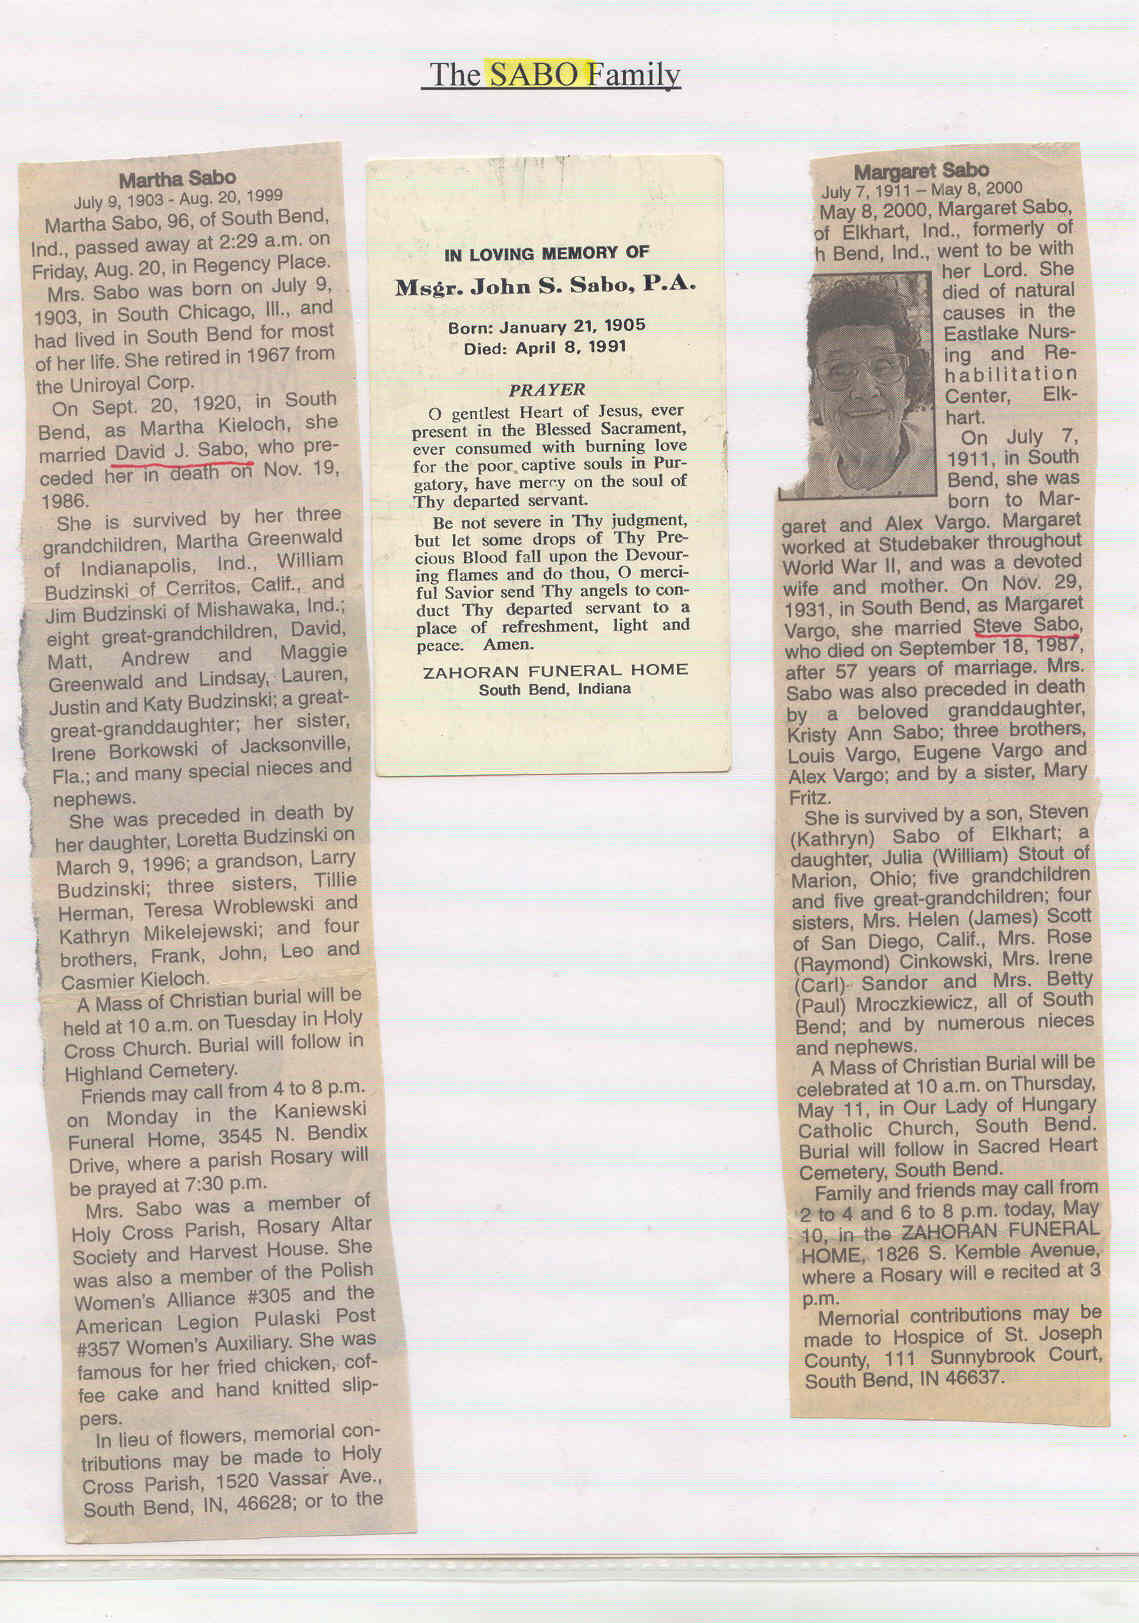 The SABO Family
Martha Sabo
July 9, 1903 - Aug. 20, 1999
Martha Sabo, 96, of South Bend,
Ind., passed away at 2:29 a.m. on
Friday, Aug. 20, in Regency Place.
Mrs. Sabo was born on July 9,
1903, in South Chicago, Ill., and
had lived in South Bend for most
of her life. She retired in 1967 from
the Uniroyal Corp.
On Sept. 20, 1920, in South
Bend, as Martha Kieloch, she
married David J. Sabo, who pre-
ceded her in death on Nov. 19,
1986.
She is survived by her three
grandchildren, Martha Greenwald
of Indianapolis, Ind., William
Budzinski of Cerritos, Calif., and
Jim Budzinski of Mishawaka, Ind.;
eight great-grandchildren, David,
Matt, Andrew and Maggie
Greenwald and Lindsay, Lauren,
Justin and Katy Budzinski; a great-
great-granddaughter; her sister,
Irene Borkowski of Jacksonville,
Fla.; and many special nieces and
nephews.
She was preceded in death by
her daughter, Loretta Budzinski on
March 9, 1996; a grandson, Larry
Budzinski; three sisters, Tillie
Herman, Teresa Wroblewski and
Kathryn Mikelejewski; and four
brothers, Frank, John, Leo and
Casmier Kieloch.
A Mass of Christian burial will be
held at 10 a.m. on Tuesday in Holy
Cross Church. Burial will follow in
Highland Cemetery.
Friends may call from 4 to 8 p.m.
on Monday in the Kaniewski
Funeral Home, 3545 N. Bendix
Drive, where a parish Rosary will
be prayed at 7:30 p.m.
Mrs. Sabo was a member of
Holy Cross Parish, Rosary Altar
Society and Harvest House. She
was also a member of the Polish
Women's Alliance #305 and the
American Legion Pulaski Post
#357 Women's Auxiliary. She was
famous for her fried chicken, cof-
fee cake and hand knitted slip-
pers.
In lieu of flowers, memorial con-
tributions may be made to Holy
Cross Parish, 1520 Vassar Ave.,
South Bend, IN, 46628; or to the
IN LOVING MEMORY OF
Msgr. John S. Sabo, P.A.
Born: January 21, 1905
Died: April 8, 1991
PRAYER
O gentlest Heart of Jesus, ever
present in the Blessed Sacrament,
ever consumed with burning love
for the poor captive souls in Pur-
gatory, have mercy on the soul of
Thy departed servant.
Be not severe in Thy judgment,
but let some drops of Thy Pre-
cious Blood fall upon the Devour-
ing flames and do thou, O merci-
ful Savior send Thy angels to con-
duct Thy departed servant to a
place of refreshment, light and
peace. Amen.
ZAHORAN FUNERAL HOME
South Bend, Indiana
Margaret Sabo
July 7, 1911 – May 8, 2000
May 8, 2000, Margaret Sabo,
of Elkhart, Ind., formerly of
h Bend, Ind., went to be with
her Lord. She
died of natural
causes in the
Eastlake Nurs-
ing and Re-
habilitation
Center, Elk-
hart.
On July 7,
1911, in South
Bend, she was
born to Mar-
garet and Alex Vargo. Margaret
worked at Studebaker throughout
World War II, and was a devoted
wife and mother. On Nov. 29,
1931, in South Bend, as Margaret
Vargo, she married Steve Sabo,
who died on September 18, 1987,
after 57 years of marriage. Mrs.
Sabo was also preceded in death
by a beloved granddaughter,
Kristy Ann Sabo; three brothers,
Louis Vargo, Eugene Vargo and
Alex Vargo; and by a sister, Mary
Fritz.
She is survived by a son, Steven
(Kathryn) Sabo of Elkhart; a
daughter, Julia (William) Stout of
Marion, Ohio; five grandchildren
and five great-grandchildren; four
sisters, Mrs. Helen (James) Scott
of San Diego, Calif., Mrs. Rose
(Raymond) Cinkowski, Mrs. Irene
(Carl) Sandor and Mrs. Betty
(Paul) Mroczkiewicz, all of South
Bend; and by numerous nieces
and nephews.
A Mass of Christian Burial will be
celebrated at 10 a.m. on Thursday,
May 11, in Our Lady of Hungary
Catholic Church, South Bend.
Burial will follow in Sacred Heart
Cemetery, South Bend.
Family and friends may call from
2 to 4 and 6 to 8 p.m. today, May
10, in the ZAHORAN FUNERAL
HOME, 1826 S. Kemble Avenue,
where a Rosary will e recited at 3
p.m.
Memorial contributions may be
made to Hospice of St. Joseph
County, 111 Sunnybrook Court,
South Bend, IN 46637.